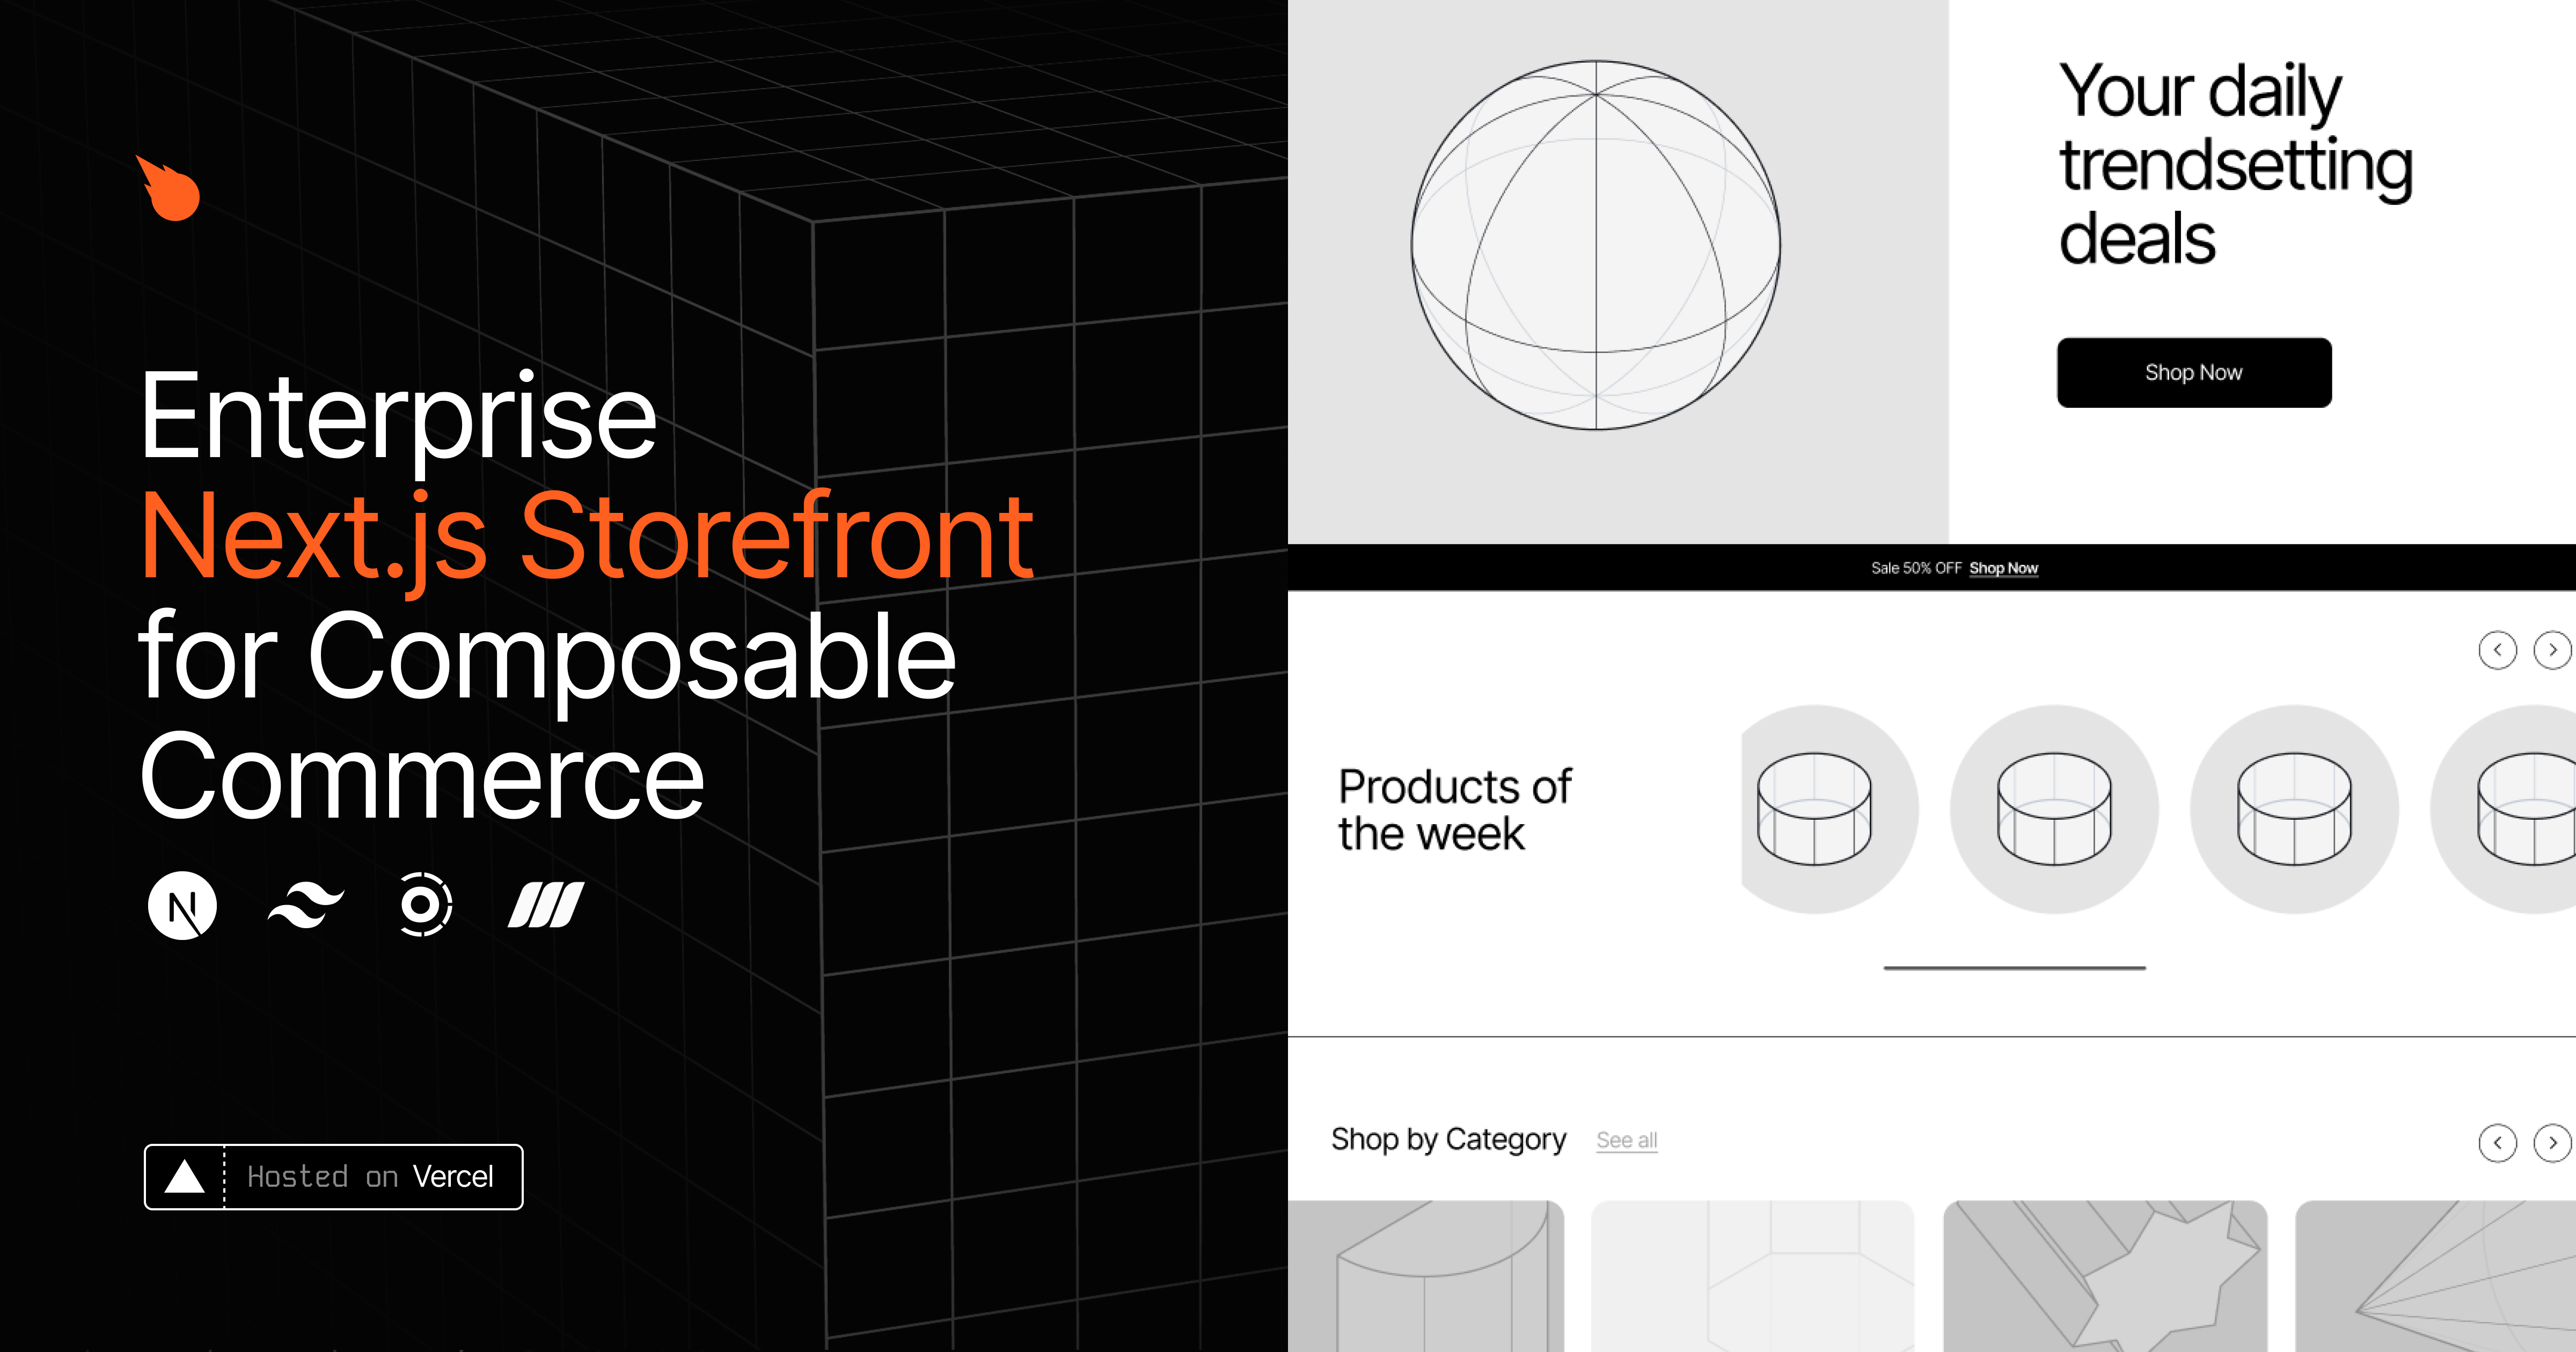 Enterprise
Next.js Storefront
for Composable
Commerce
N
Hosted on Vercel
Your daily
trendsetting
deals
Shop Now
Sale 50% OFF Shop Now
Products of
the week
Shop by Category See all